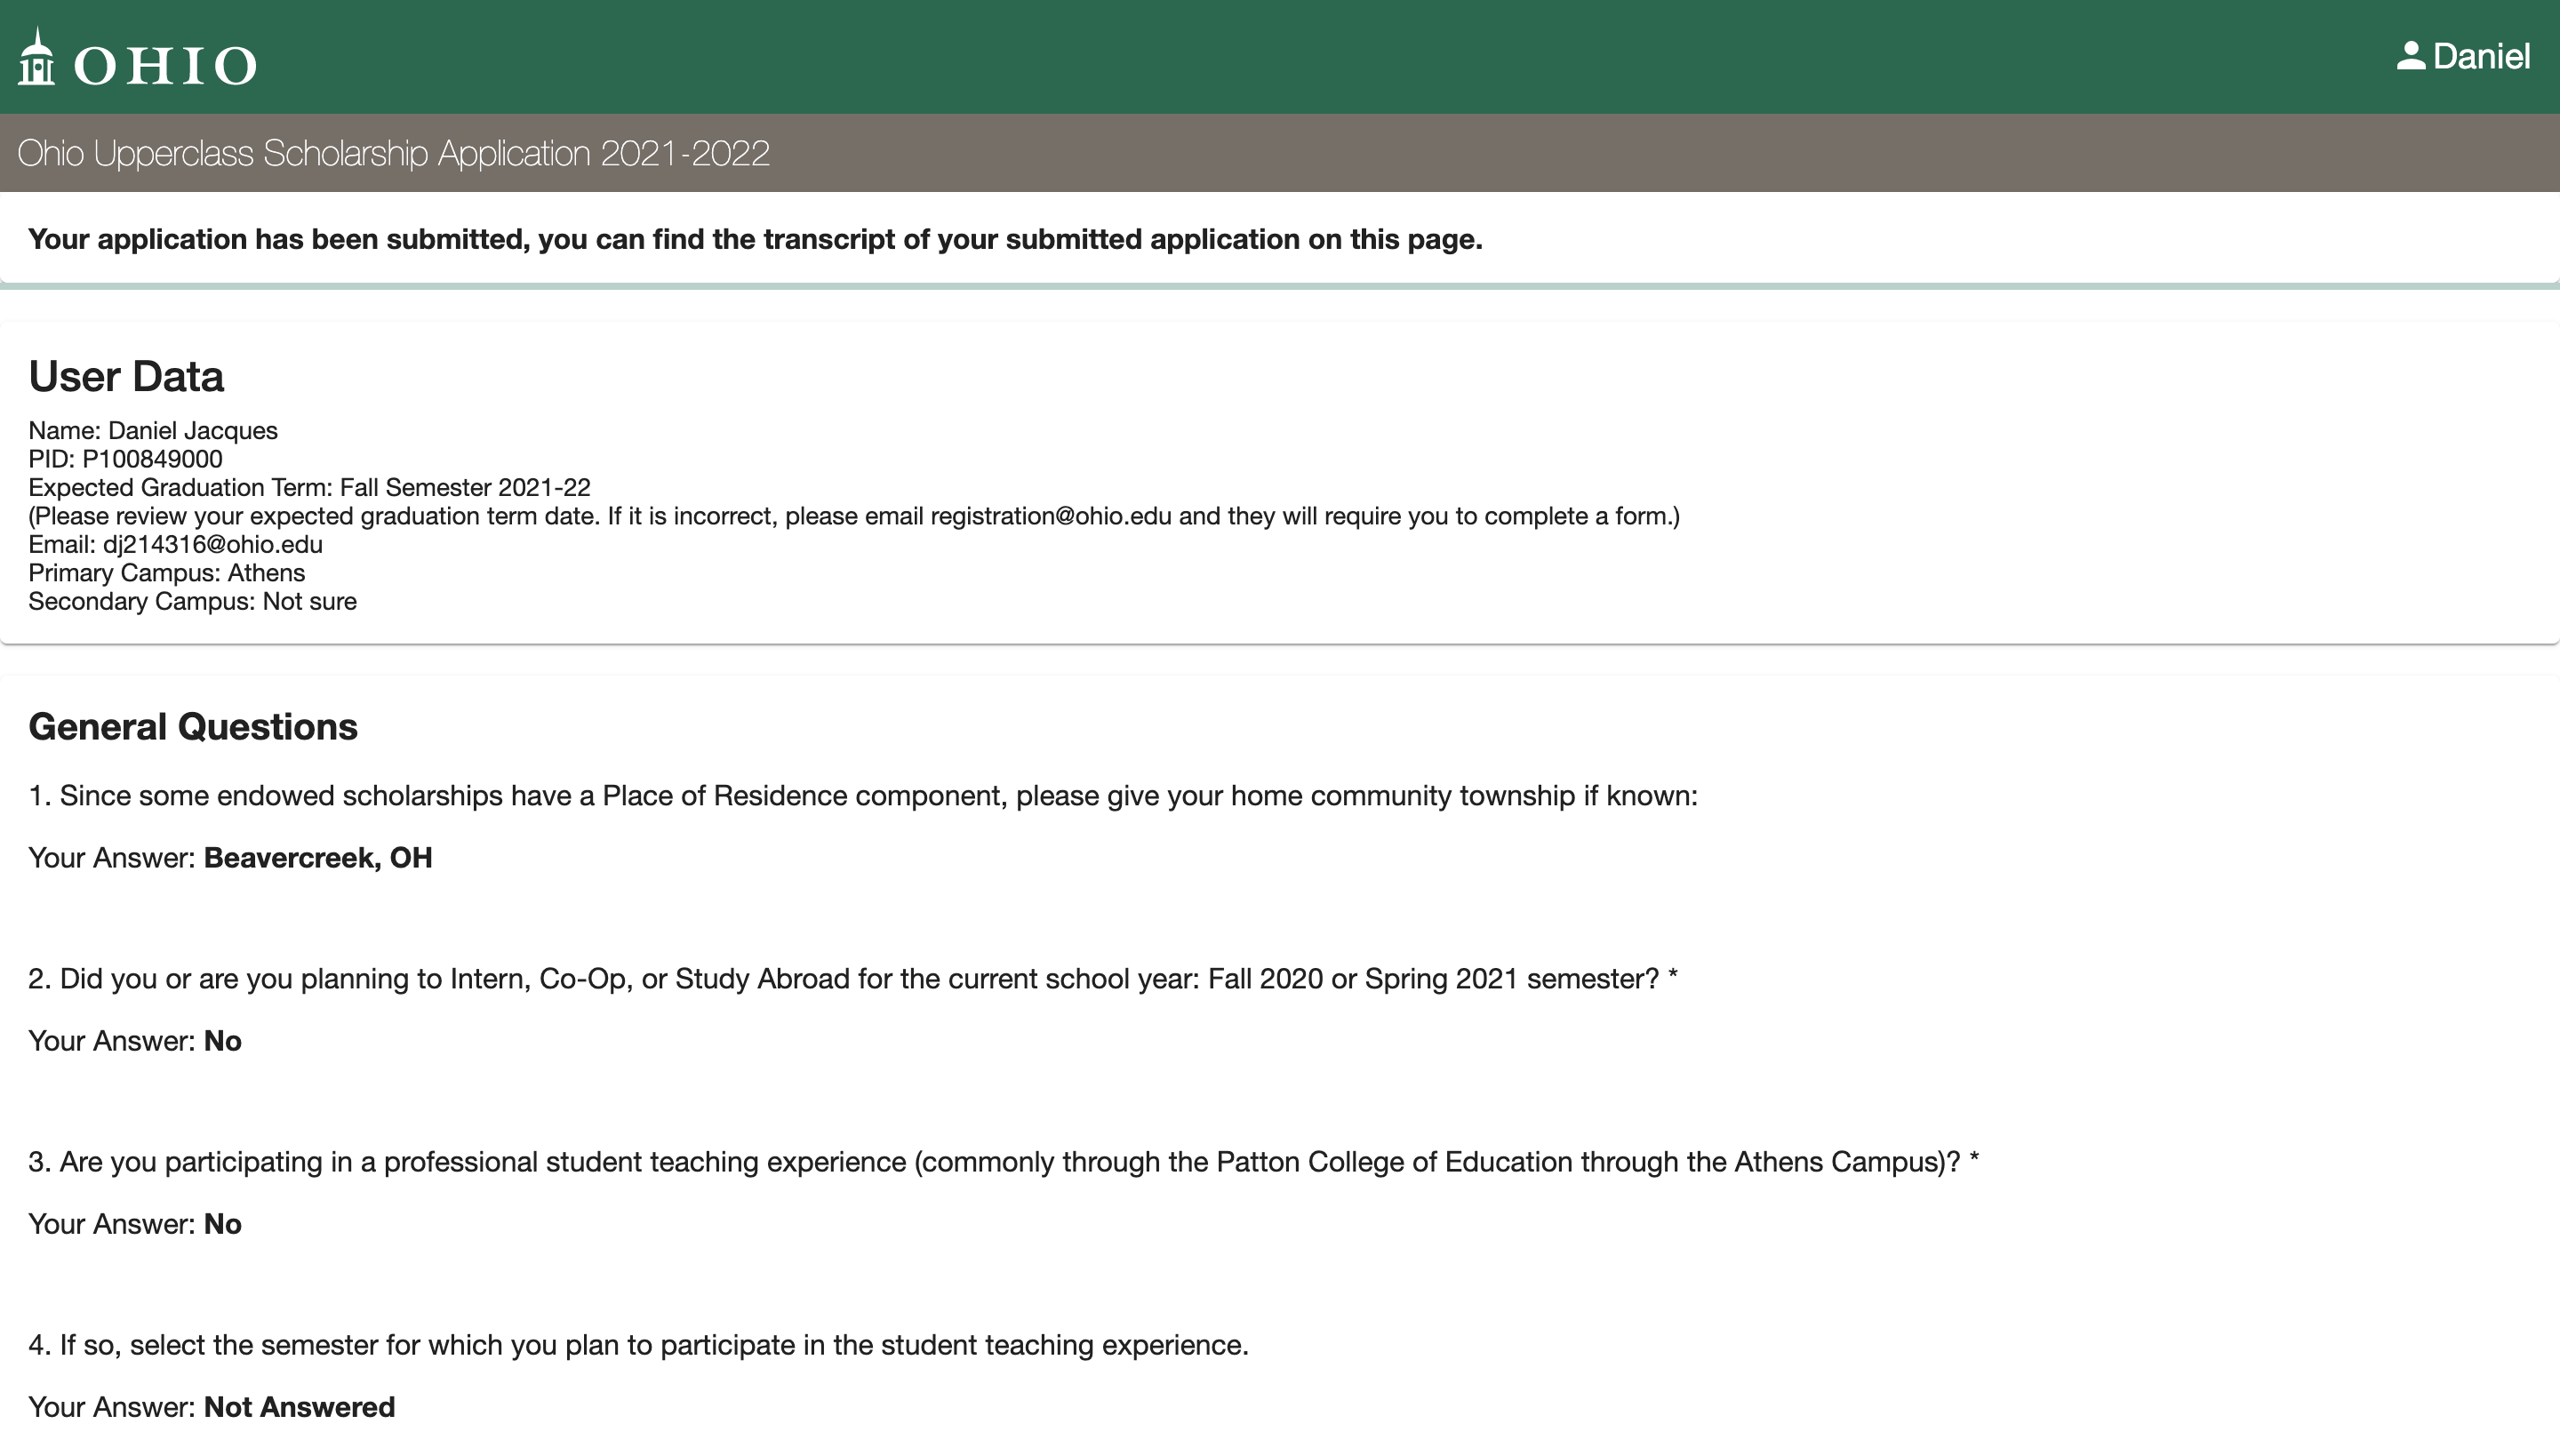 OHIO
Daniel
Ohio Upperclass Scholarship Application 2021-2022
Your application has been submitted, you can find the transcript of your submitted application on this page.
User Data
Name: Daniel Jacques
PID: P100849000
Expected Graduation Term: Fall Semester 2021-22
(Please review your expected graduation term date. If it is incorrect, please email registration@ohio.edu and they will require you to complete a form.)
Email: dj214316@ohio.edu
Primary Campus: Athens
Secondary Campus: Not sure
General Questions
1. Since some endowed scholarships have a Place of Residence component, please give your home community township if known:
Your Answer: Beavercreek, OH
2. Did you or are you planning to Intern, Co-Op, or Study Abroad for the current school year: Fall 2020 or Spring 2021 semester? *
Your Answer: No
3. Are you participating in a professional student teaching experience (commonly through the Patton College of Education through the Athens Campus)? *
Your Answer: No
4. If so, select the semester for which you plan to participate in the student teaching experience.
Your Answer: Not Answered